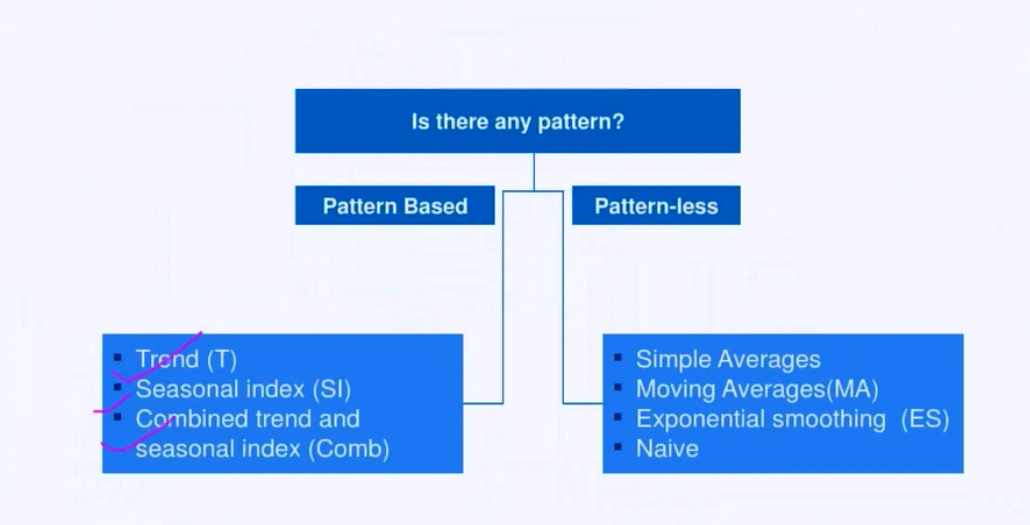 Is there any pattern?
Pattern Based
Pattern-less
Trend (T)
Seasonal index (SI)
Combined trend and
seasonal index (Comb)
Simple Averages
Moving Averages(MA)
Exponential smoothing (ES)
Naive